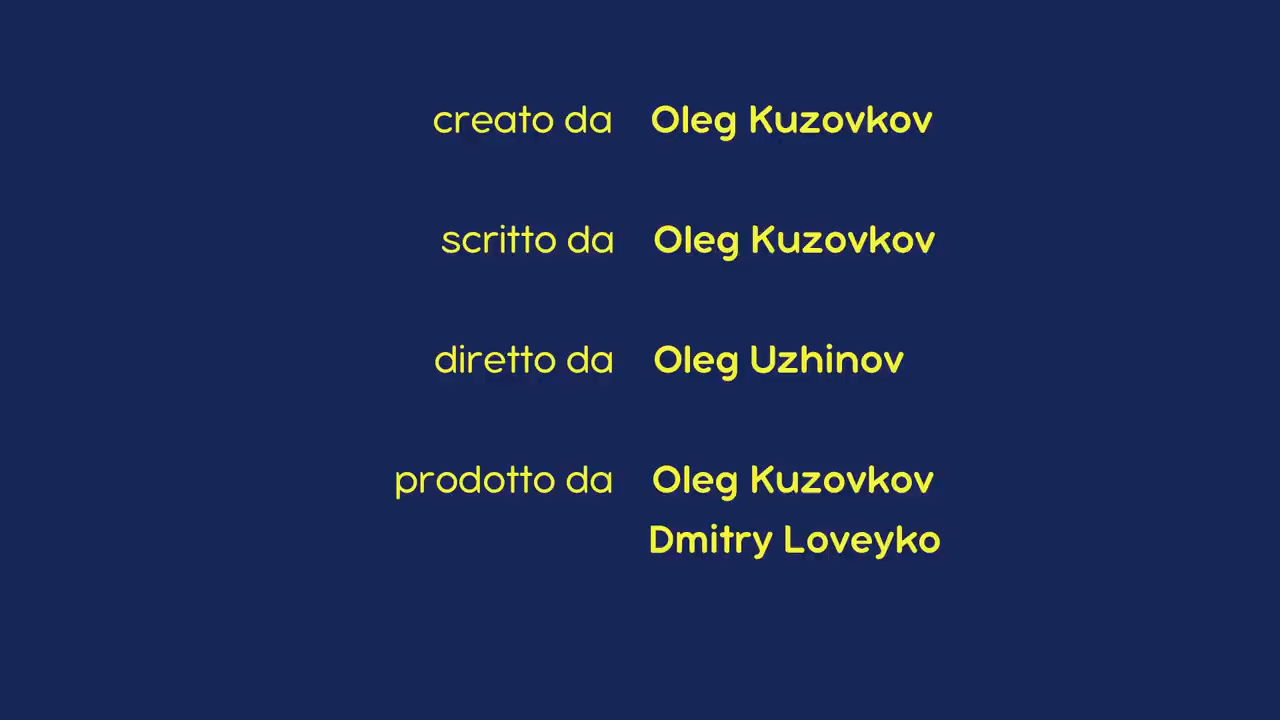 creato da Oleg Kuzovkov
scritto da Oleg Kuzovkov
diretto da Oleg Uzhinov
prodotto da Oleg Kuzovkov
Dmitry Loveyko